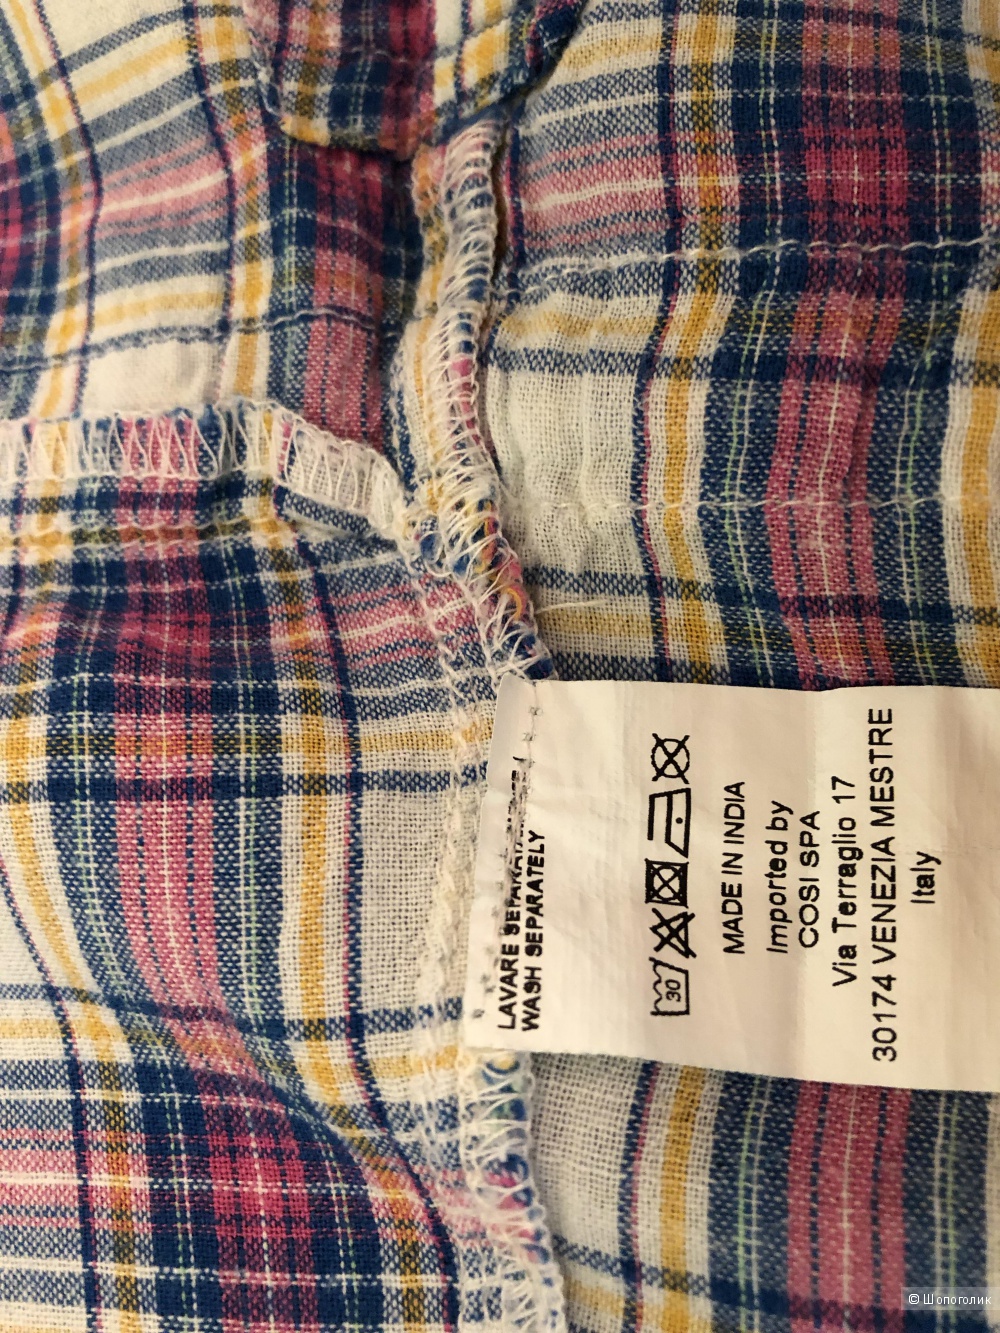 LAVARE SEPARATAMENTE
WASH SEPARATELY
30
MADE IN INDIA
Imported by
COSI SPA
Via Terraglio 17
30174 VENEZIA MESTRE
Italy
© Шопоголик